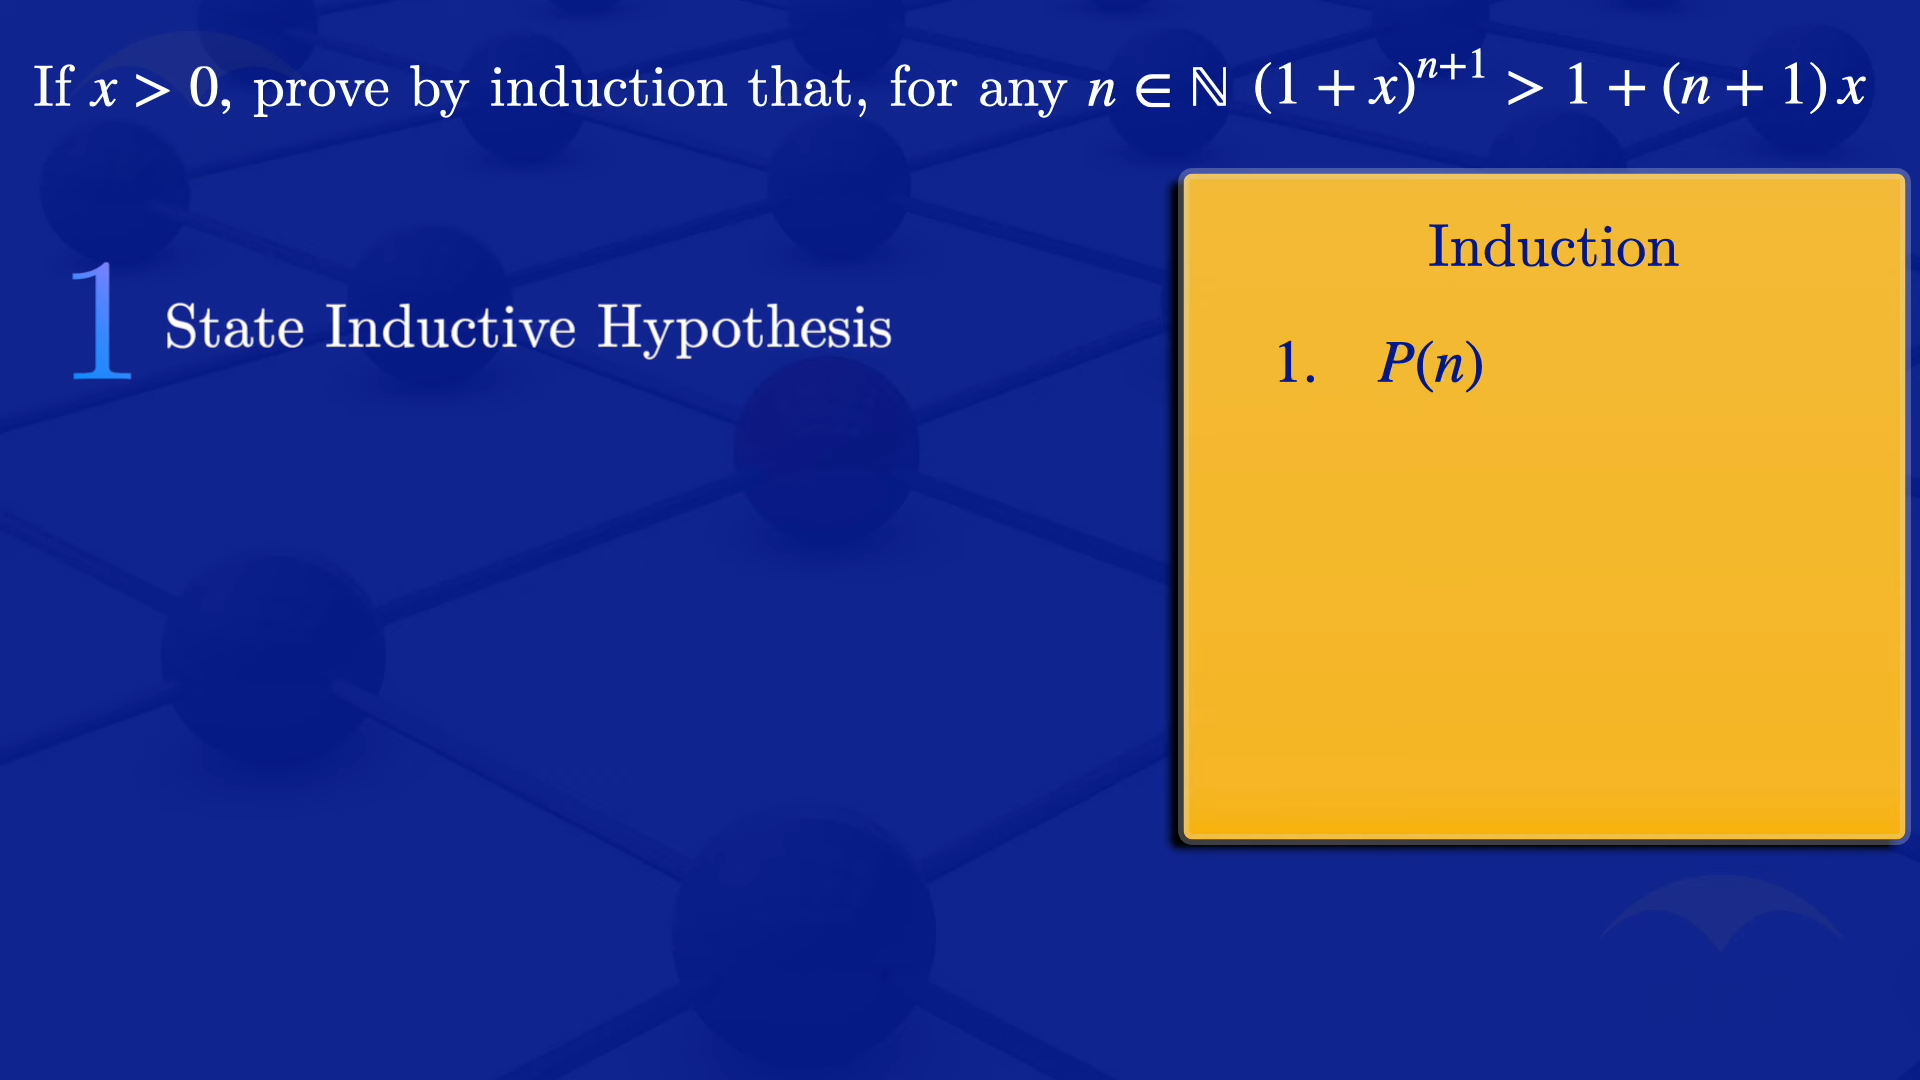 If x > 0, prove by induction that, for any n ∈ ℕ (1 + x)ⁿ⁺¹ > 1 + (n + 1) x
1 State Inductive Hypothesis
Induction
1. P(n)